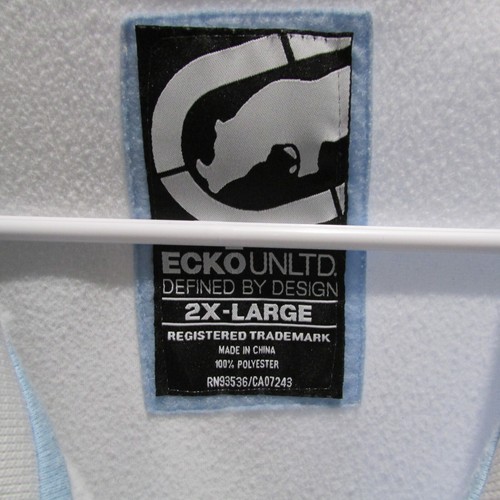 ECKO UNLTD.
DEFINED BY DESIGN
2X-LARGE
REGISTERED TRADEMARK
MADE IN CHINA
100% POLYESTER
RN93536/CA07243